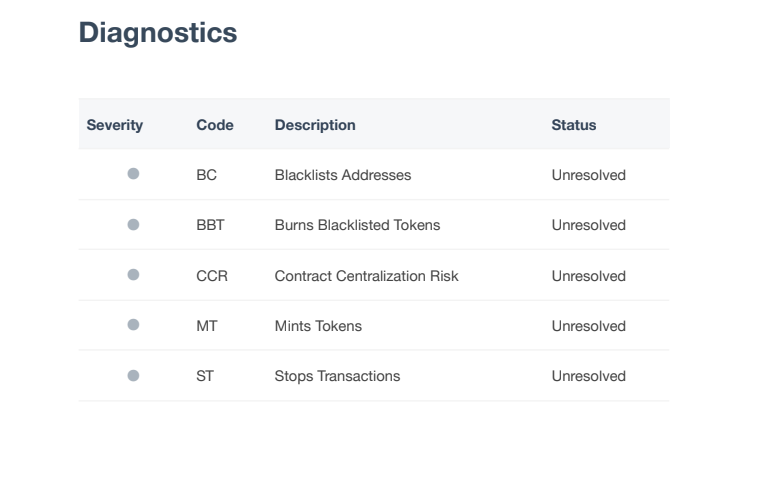 Diagnostics
Severity Code Description Status
BC Blacklists Addresses Unresolved
BBT Burns Blacklisted Tokens Unresolved
CCR Contract Centralization Risk Unresolved
MT Mints Tokens Unresolved
ST Stops Transactions Unresolved